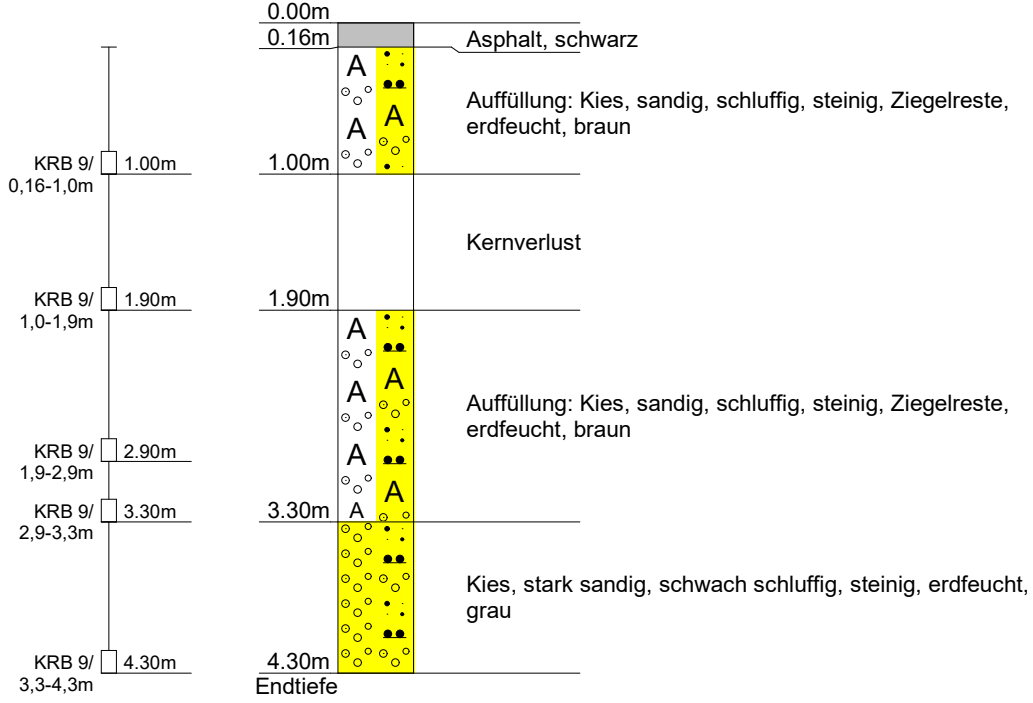 0.00m
0.16m
Asphalt, schwarz
A
A
A
Auffüllung: Kies, sandig, schluffig, steinig, Ziegelreste,
erdfeucht, braun
KRB 9/ 1.00m
0,16-1,0m
1.00m
Kernverlust
KRB 9/ 1.90m
1,0-1,9m
1.90m
A
A
A
A
A
A
Auffüllung: Kies, sandig, schluffig, steinig, Ziegelreste,
erdfeucht, braun
KRB 9/ 2.90m
1,9-2,9m
KRB 9/ 3.30m
2,9-3,3m
3.30m
Kies, stark sandig, schwach schluffig, steinig, erdfeucht,
grau
KRB 9/ 4.30m
3,3-4,3m
4.30m
Endtiefe